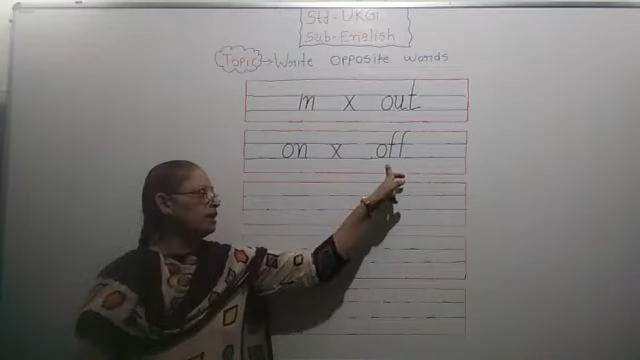 Std - UKG
Sub - English
Topic → Write opposite words
in x out
on x off